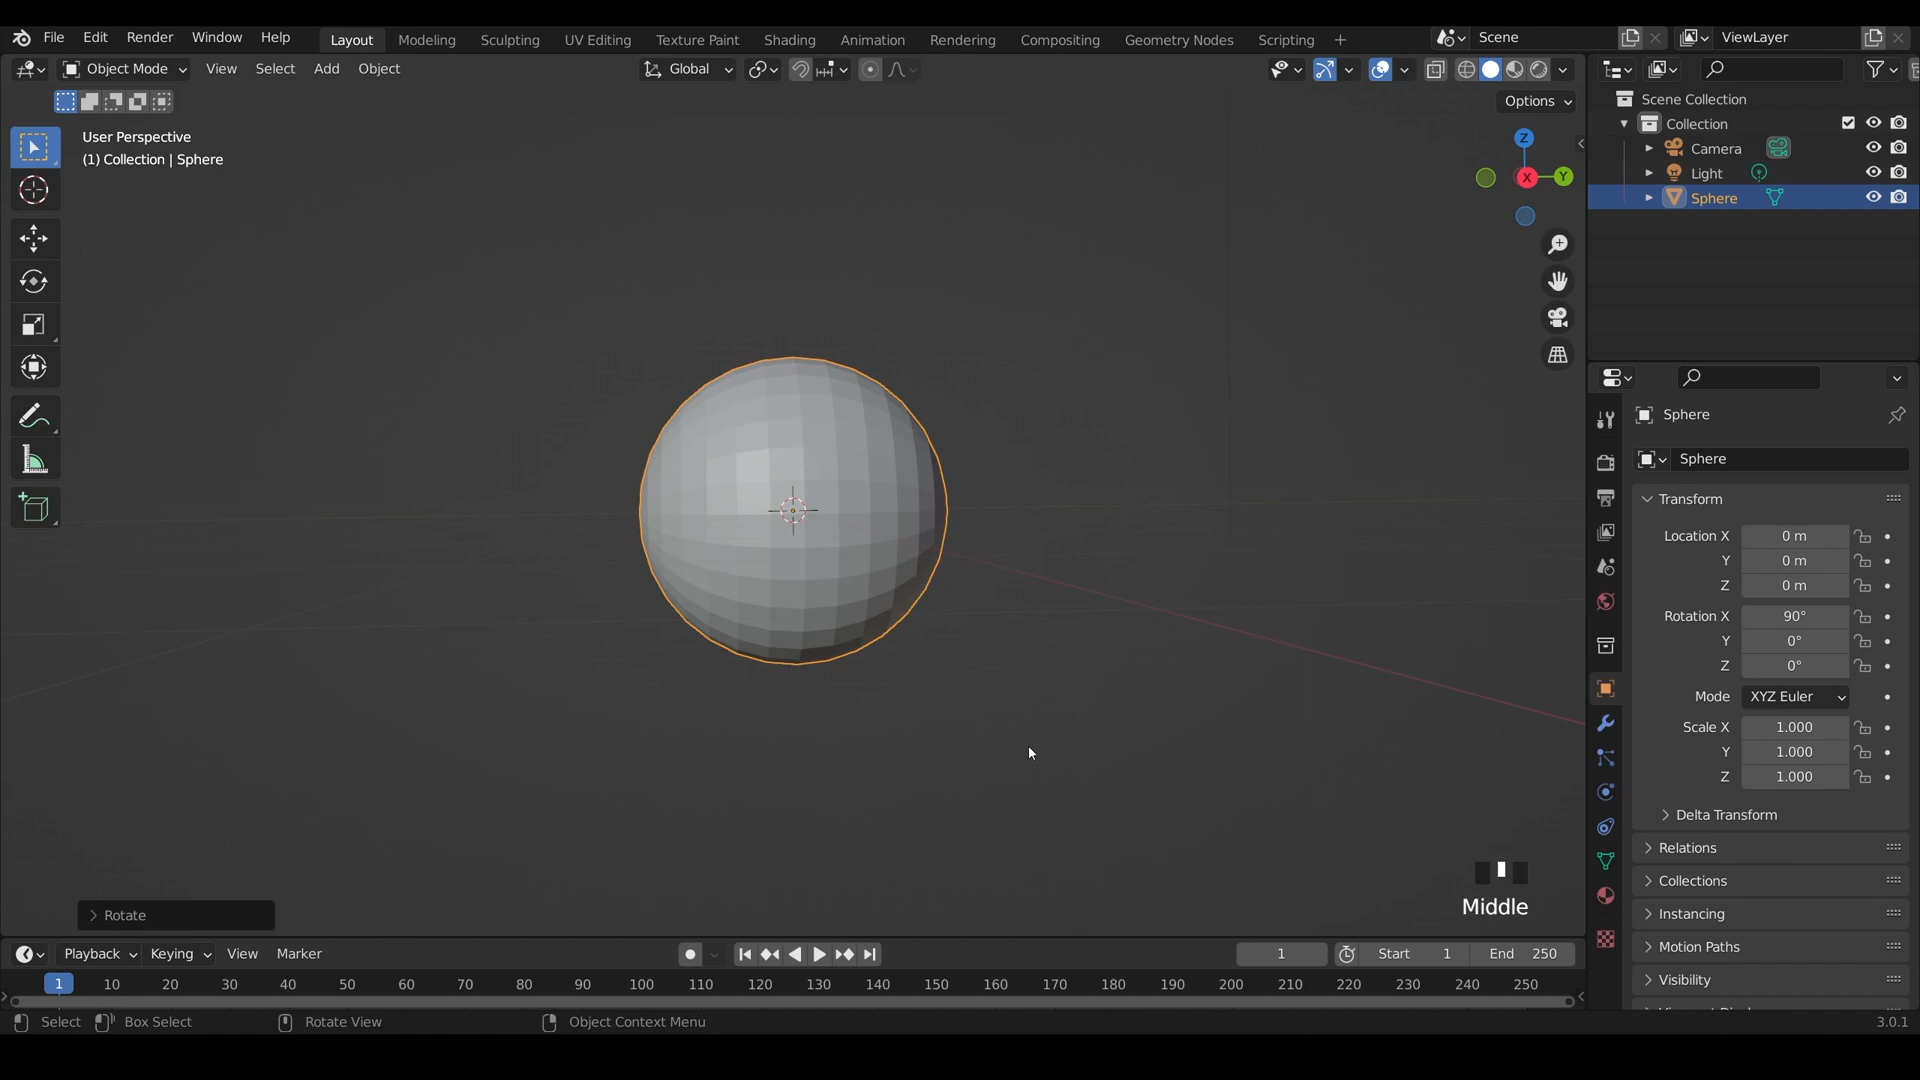 File Edit Render Window Help Layout Modeling Sculpting UV Editing Texture Paint Shading Animation Rendering Compositing Geometry Nodes Scripting + Scene ViewLayer
Object Mode View Select Add Object Global
Options
User Perspective
(1) Collection | Sphere
Z
X
Y
Scene Collection
Collection
Camera
Light
Sphere
Sphere
Sphere
Transform
Location X 0 m
Y 0 m
Z 0 m
Rotation X 90°
Y 0°
Z 0°
Mode XYZ Euler
Scale X 1.000
Y 1.000
Z 1.000
Delta Transform
Relations
Collections
Instancing
Motion Paths
Visibility
Middle
Rotate
Playback Keying View Marker 1 Start 1 End 250
1 10 20 30 40 50 60 70 80 90 100 110 120 130 140 150 160 170 180 190 200 210 220 230 240 250
Select Box Select Rotate View Object Context Menu 3.0.1